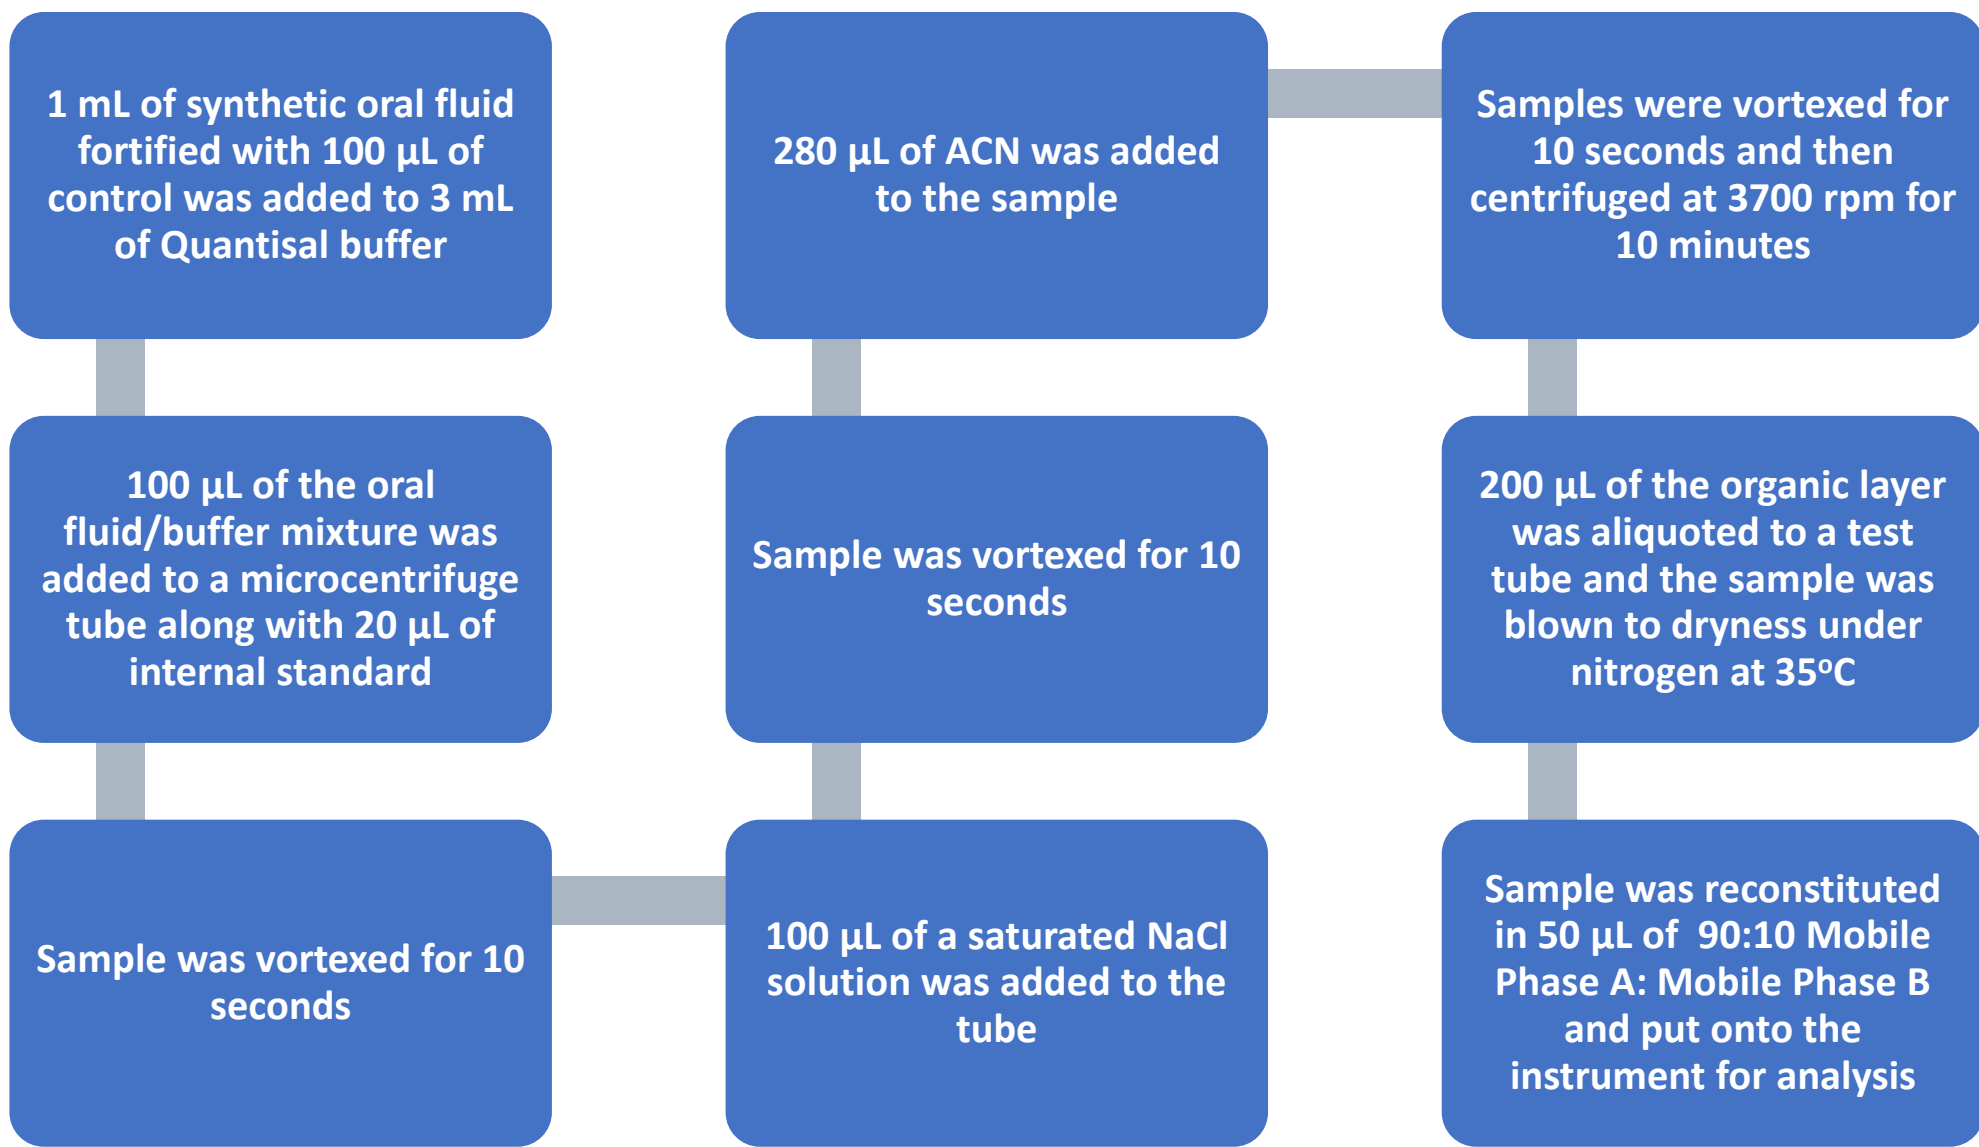 1 mL of synthetic oral fluid
fortified with 100 µL of
control was added to 3 mL
of Quantisal buffer
100 µL of the oral
fluid/buffer mixture was
added to a microcentrifuge
tube along with 20 µL of
internal standard
Sample was vortexed for 10
seconds
100 µL of a saturated NaCl
solution was added to the
tube
Sample was vortexed for 10
seconds
280 µL of ACN was added
to the sample
Samples were vortexed for
10 seconds and then
centrifuged at 3700 rpm for
10 minutes
200 µL of the organic layer
was aliquoted to a test
tube and the sample was
blown to dryness under
nitrogen at 35ºC
Sample was reconstituted
in 50 µL of  90:10 Mobile
Phase A: Mobile Phase B
and put onto the
instrument for analysis